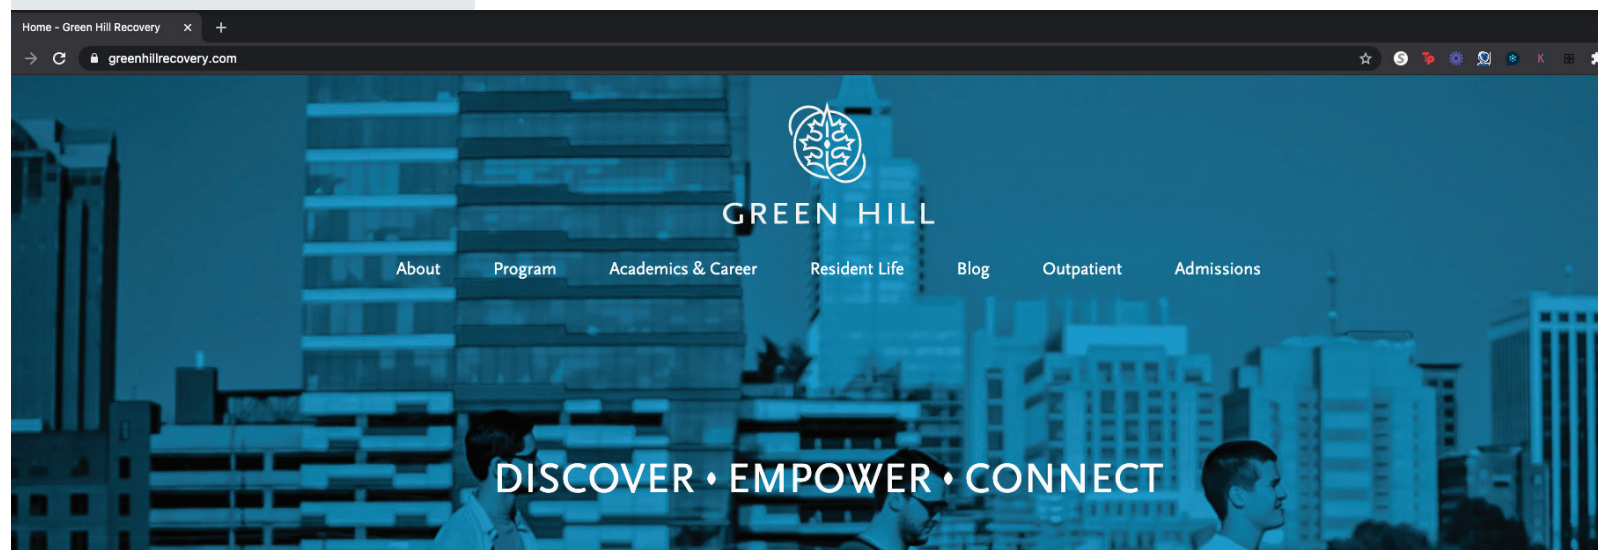 Home - Green Hill Recovery
greenhillrecovery.com
S Tp K
GREEN HILL
About Program Academics & Career Resident Life Blog Outpatient Admissions
DISCOVER • EMPOWER • CONNECT